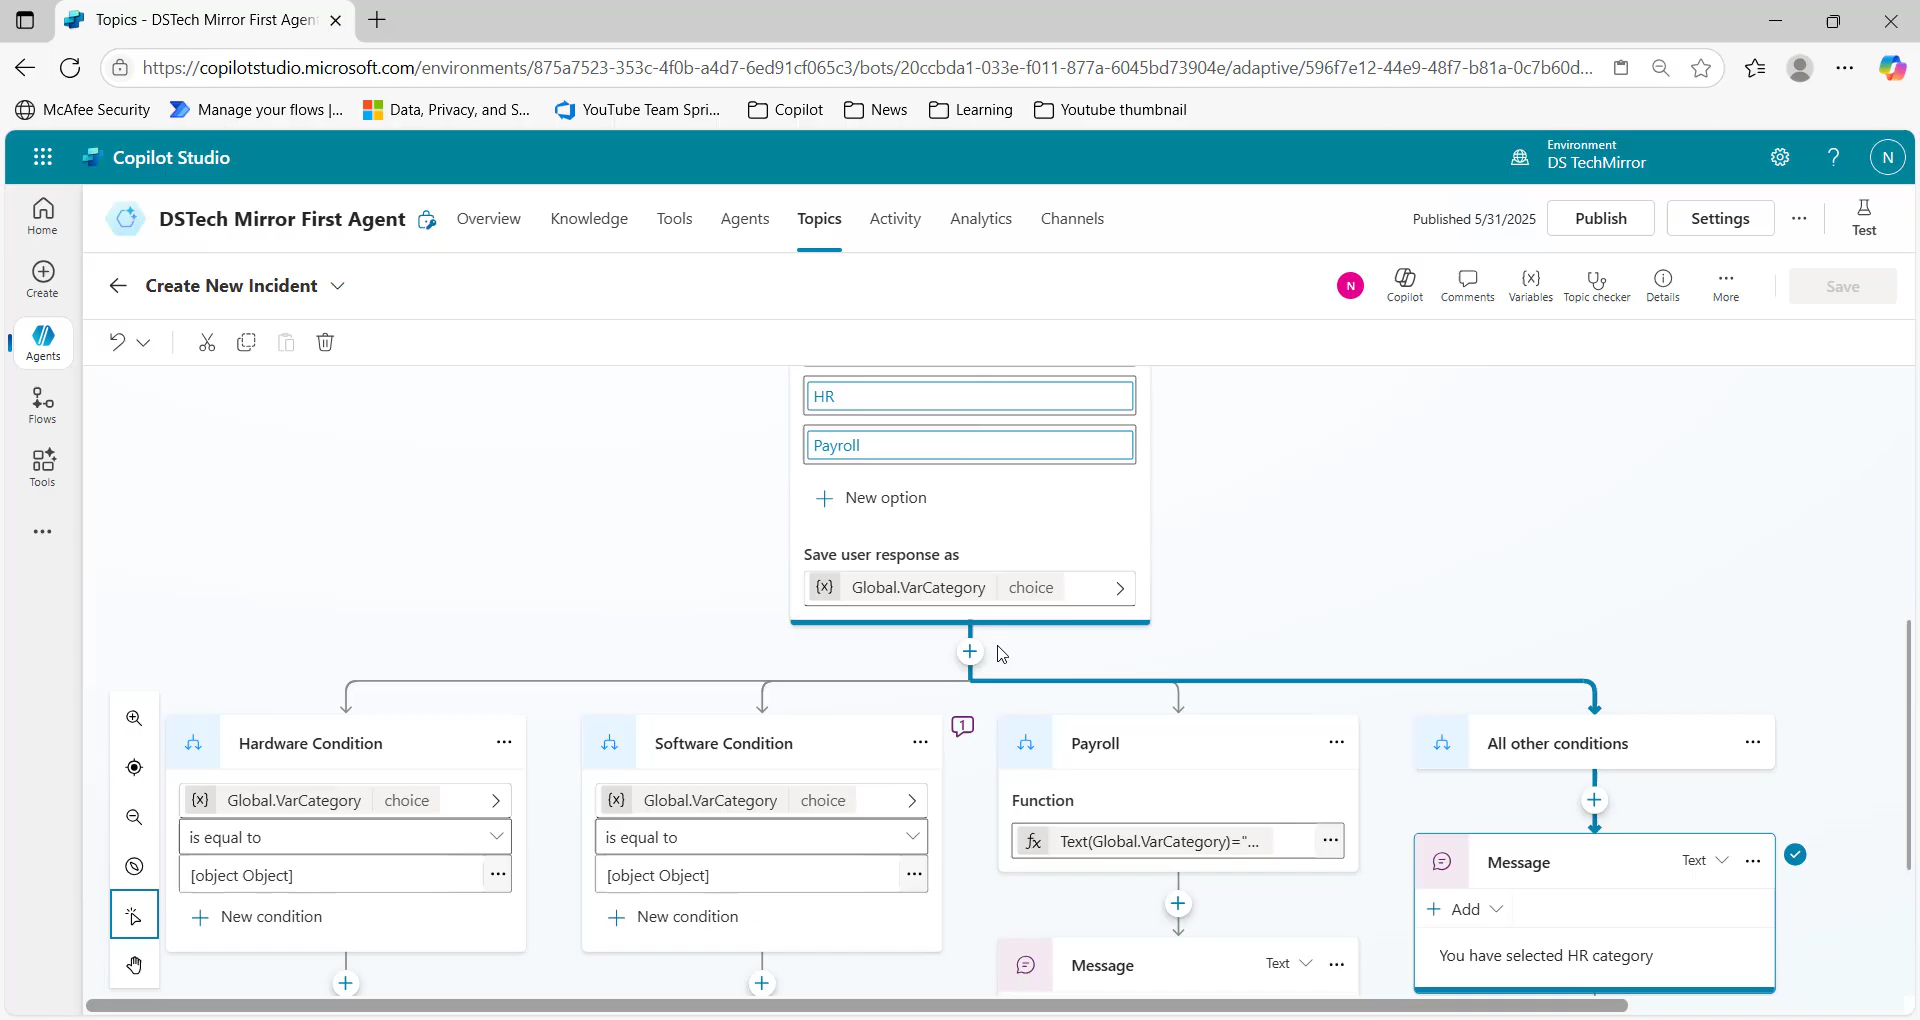 Topics - DSTech Mirror First Agen
https://copilotstudio.microsoft.com/environments/875a7523-353c-4f0b-a4d7-6ed91cf065c3/bots/20ccbda1-033e-f011-877a-6045bd73904e/adaptive/596f7e12-44e9-48f7-b81a-0c7b60d...
McAfee Security
Manage your flows |...
Data, Privacy, and S...
YouTube Team Spri...
Copilot
News
Learning
Youtube thumbnail
Copilot Studio
Environment
DS TechMirror
N
Home
Create
Agents
Flows
Tools
DSTech Mirror First Agent
Overview
Knowledge
Tools
Agents
Topics
Activity
Analytics
Channels
Published 5/31/2025
Publish
Settings
Test
Create New Incident
N
Copilot
Comments
Variables
Topic checker
Details
More
Save
HR
Payroll
New option
Save user response as
{x} Global.VarCategory choice
Hardware Condition
{x} Global.VarCategory choice
is equal to
[object Object]
New condition
Software Condition
1
{x} Global.VarCategory choice
is equal to
[object Object]
New condition
Payroll
Function
fx Text(Global.VarCategory)="...
Message
Text
All other conditions
Message
Text
Add
You have selected HR category